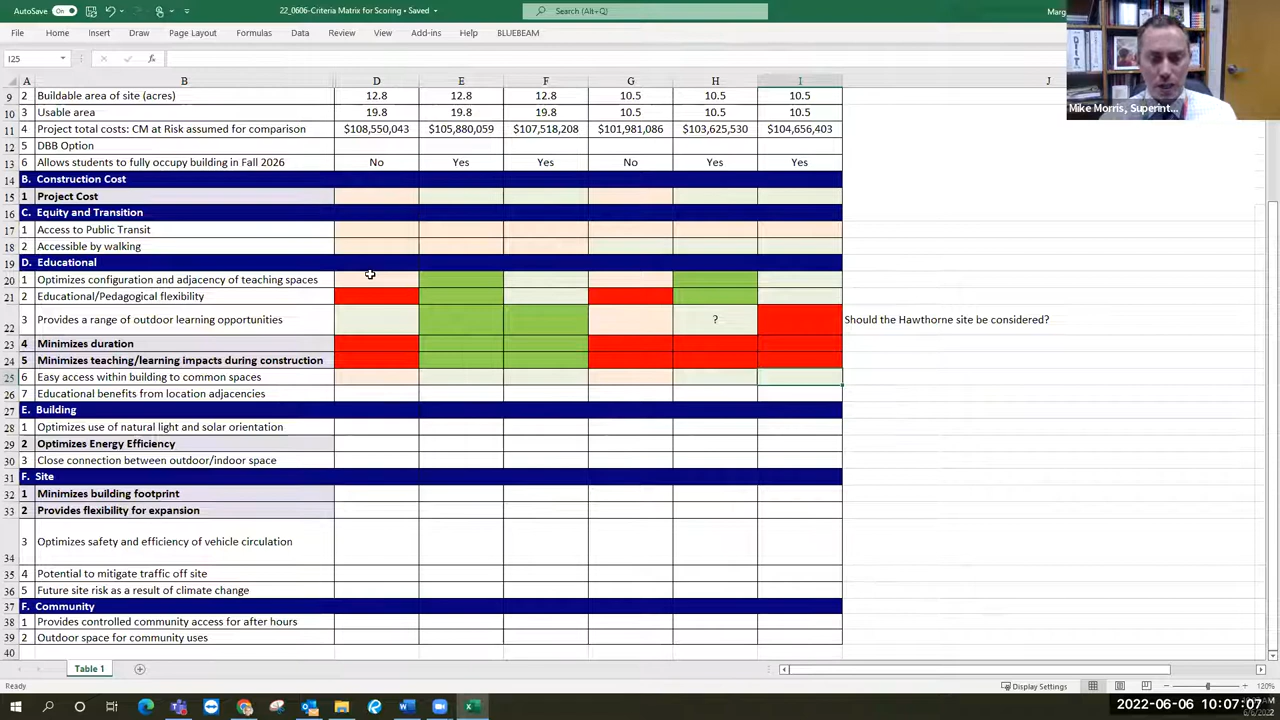 AutoSave On 22_0606-Criteria Matrix for Scoring • Saved Search (Alt+Q) Marg
File Home Insert Draw Page Layout Formulas Data Review View Add-ins Help BLUEBEAM
I25 fx
A B D E F G H I J
9 2 Buildable area of site (acres) 12.8 12.8 12.8 10.5 10.5 10.5
10 3 Usable area 19.8 19.8 19.8 10.5 10.5 10.5
11 4 Project total costs: CM at Risk assumed for comparison $108,550,043 $105,880,059 $107,518,208 $101,981,086 $103,625,530 $104,656,403
12 5 DBB Option
13 6 Allows students to fully occupy building in Fall 2026 No Yes Yes No Yes Yes
14 B. Construction Cost
15 1 Project Cost
16 C. Equity and Transition
17 1 Access to Public Transit
18 2 Accessible by walking
19 D. Educational
20 1 Optimizes configuration and adjacency of teaching spaces
21 2 Educational/Pedagogical flexibility
22 3 Provides a range of outdoor learning opportunities ? Should the Hawthorne site be considered?
23 4 Minimizes duration
24 5 Minimizes teaching/learning impacts during construction
25 6 Easy access within building to common spaces
26 7 Educational benefits from location adjacencies
27 E. Building
28 1 Optimizes use of natural light and solar orientation
29 2 Optimizes Energy Efficiency
30 3 Close connection between outdoor/indoor space
31 F. Site
32 1 Minimizes building footprint
33 2 Provides flexibility for expansion
34 3 Optimizes safety and efficiency of vehicle circulation
35 4 Potential to mitigate traffic off site
36 5 Future site risk as a result of climate change
37 F. Community
38 1 Provides controlled community access for after hours
39 2 Outdoor space for community uses
40
Mike Morris, Superint...
Table 1
Ready Display Settings 120%
2022-06-06 10:07:07